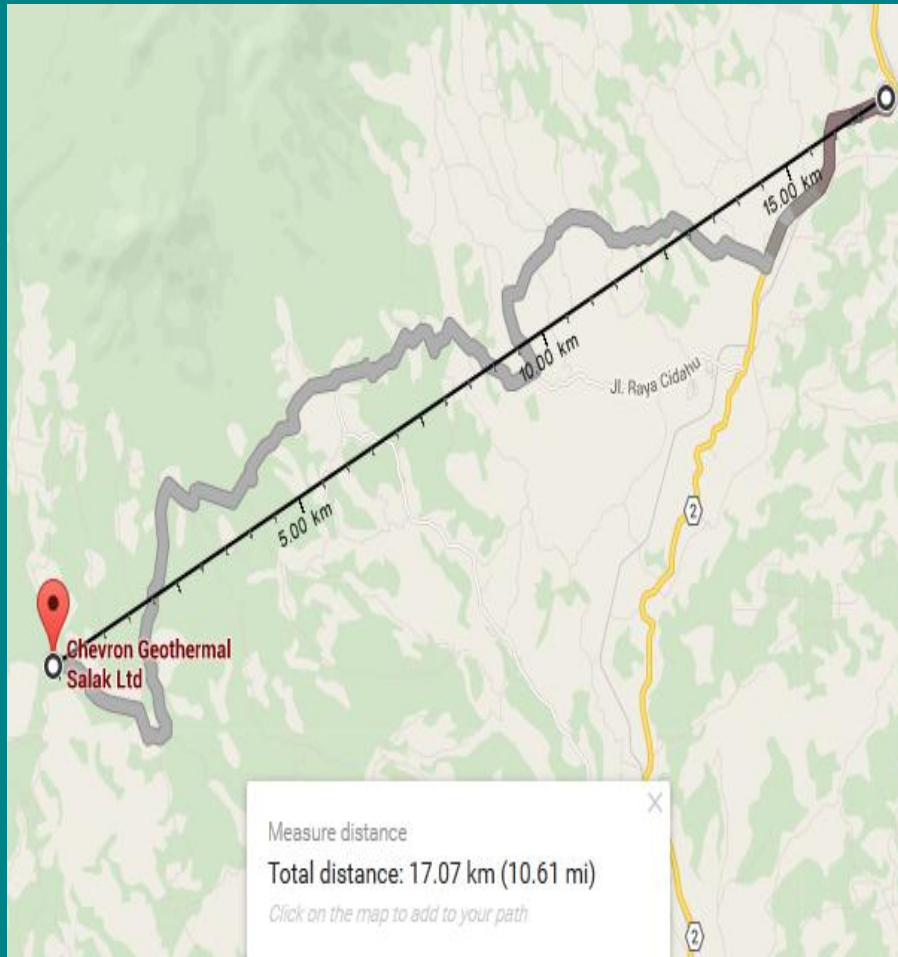 15.00 km
10.00 km
Jl. Raya Cidahu
5.00 km
2
Chevron Geothermal
Salak Ltd
Measure distance
Total distance: 17.07 km (10.61 mi)
Click on the map to add to your path
2